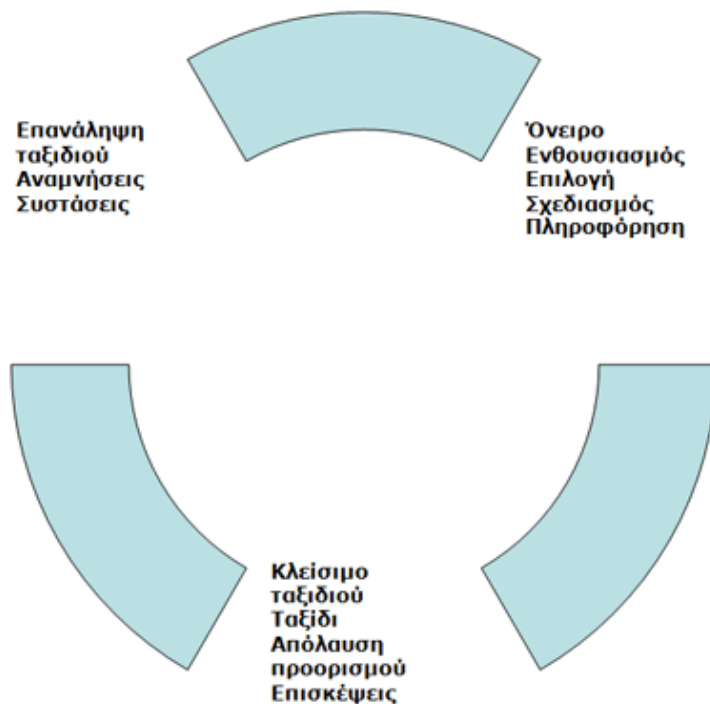 Επανάληψη
ταξιδιού
Αναμνήσεις
Συστάσεις
Όνειρο
Ενθουσιασμός
Επιλογή
Σχεδιασμός
Πληροφόρηση
Κλείσιμο
ταξιδιού
Ταξίδι
Απόλαυση
προορισμού
Επισκέψεις